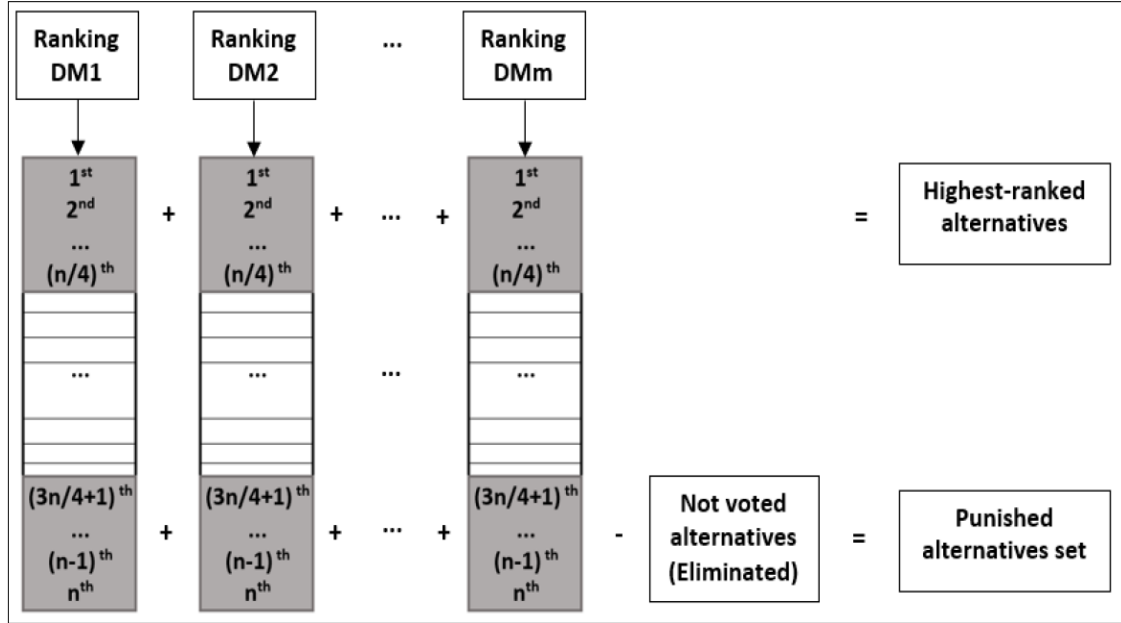 Ranking
DM1
Ranking
DM2
...
Ranking
DMm
1st
2nd
...
(n/4)th
+
1st
2nd
...
(n/4)th
+
...
+
1st
2nd
...
(n/4)th
=
Highest-ranked
alternatives
...
...
...
...
(3n/4+1)th
...
(n-1)th
nth
+
(3n/4+1)th
...
(n-1)th
nth
+
...
+
(3n/4+1)th
...
(n-1)th
nth
-
Not voted
alternatives
(Eliminated)
=
Punished
alternatives set